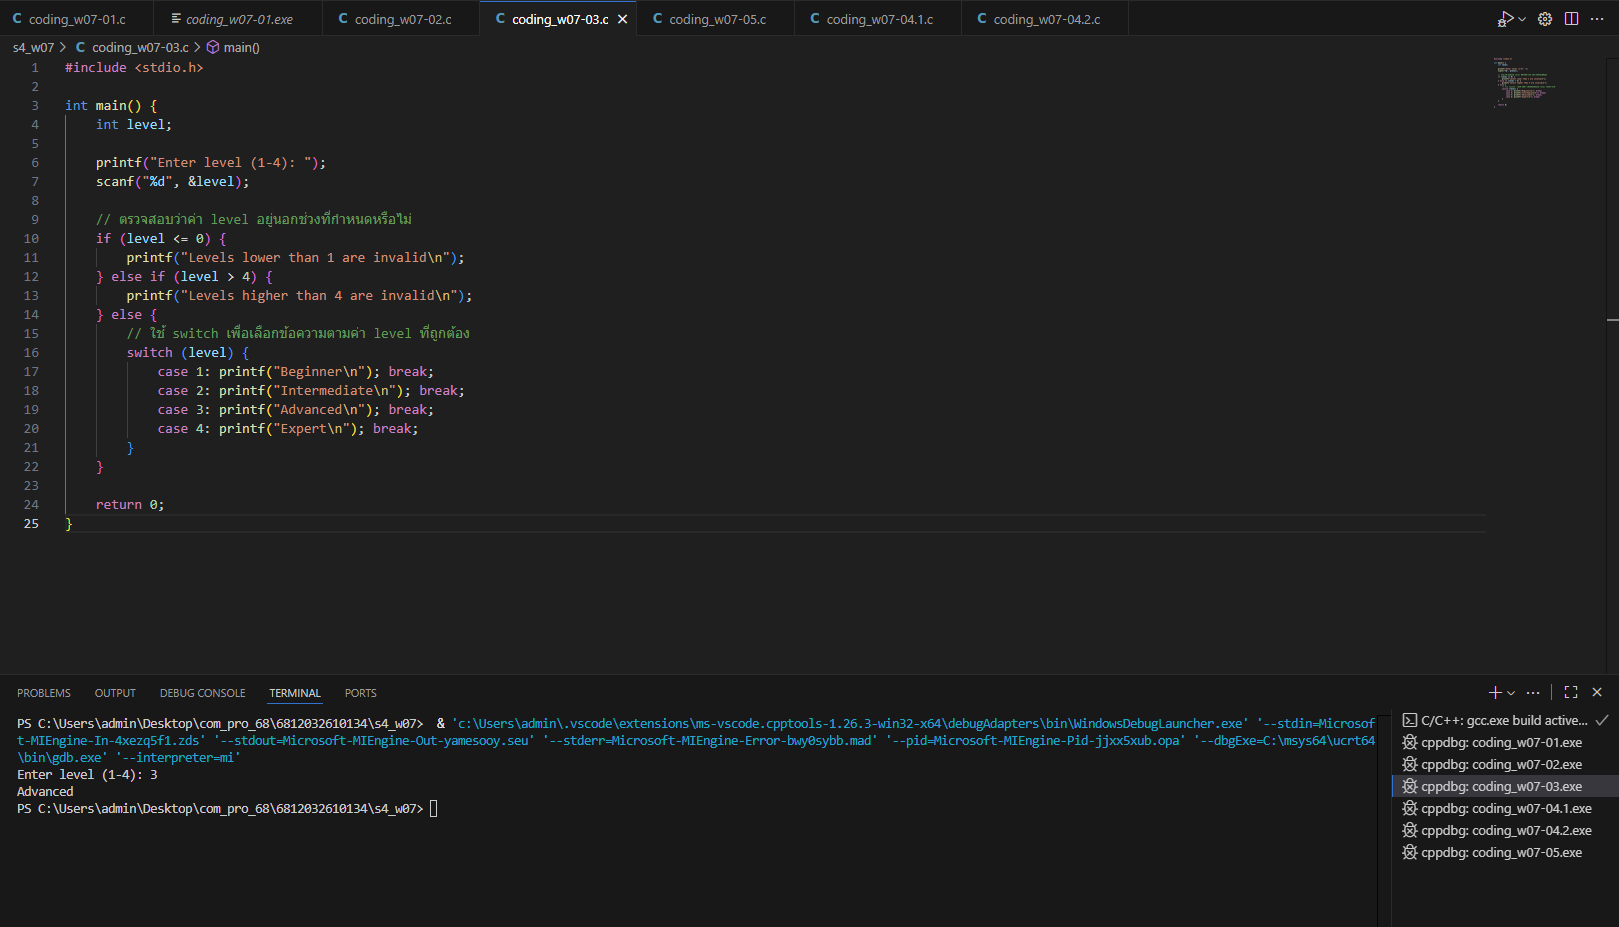 coding_w07-01.c coding_w07-01.exe coding_w07-02.c coding_w07-03.c coding_w07-05.c coding_w07-04.1.c coding_w07-04.2.c
s4_w07 > C coding_w07-03.c > main()
1 #include <stdio.h>
2
3 int main() {
4 int level;
5
6 printf("Enter level (1-4): ");
7 scanf("%d", &level);
8
9 // ตรวจสอบว่าค่า level อยู่นอกช่วงที่กำหนดหรือไม่
10 if (level <= 0) {
11 printf("Levels lower than 1 are invalid\n");
12 } else if (level > 4) {
13 printf("Levels higher than 4 are invalid\n");
14 } else {
15 // ใช้ switch เพื่อเลือกข้อความตามค่า level ที่ถูกต้อง
16 switch (level) {
17 case 1: printf("Beginner\n"); break;
18 case 2: printf("Intermediate\n"); break;
19 case 3: printf("Advanced\n"); break;
20 case 4: printf("Expert\n"); break;
21 }
22 }
23
24 return 0;
25 }
PROBLEMS OUTPUT DEBUG CONSOLE TERMINAL PORTS
PS C:\Users\admin\Desktop\com_pro_68\6812032610134\s4_w07> & 'c:\Users\admin\.vscode\extensions\ms-vscode.cpptools-1.26.3-win32-x64\debugAdapters\bin\WindowsDebugLauncher.exe' '--stdin=Microsof
t-MIEngine-In-4xezq5f1.zds' '--stdout=Microsoft-MIEngine-Out-yamesooy.seu' '--stderr=Microsoft-MIEngine-Error-bwy0sybb.mad' '--pid=Microsoft-MIEngine-Pid-jjxx5xub.opa' '--dbgExe=C:\msys64\ucrt64
\bin\gdb.exe' '--interpreter=mi'
Enter level (1-4): 3
Advanced
PS C:\Users\admin\Desktop\com_pro_68\6812032610134\s4_w07>
C/C++: gcc.exe build active...
cppdbg: coding_w07-01.exe
cppdbg: coding_w07-02.exe
cppdbg: coding_w07-03.exe
cppdbg: coding_w07-04.1.exe
cppdbg: coding_w07-04.2.exe
cppdbg: coding_w07-05.exe